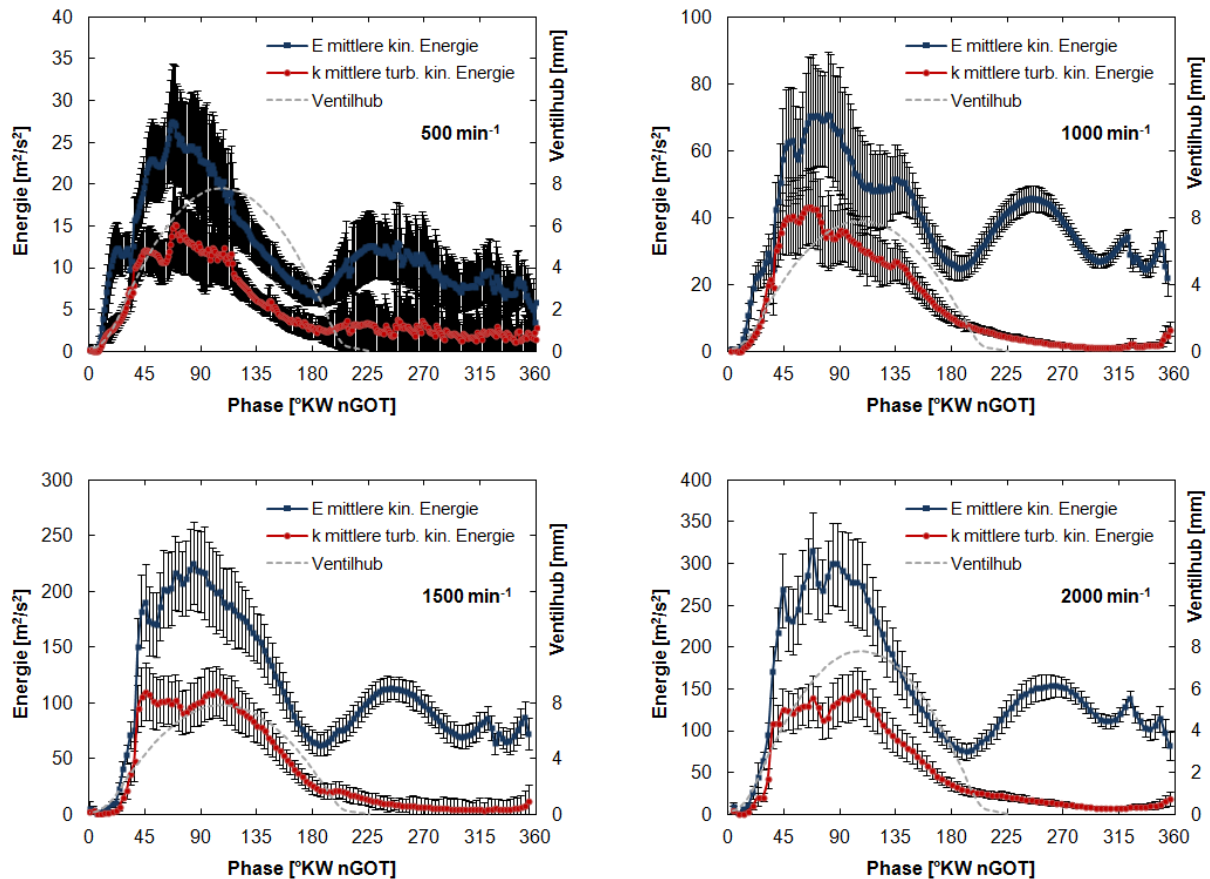 40
35
30
25
20
15
10
5
0
Energie [m²/s²]
E mittlere kin. Energie
k mittlere turb. kin. Energie
Ventilhub
500 min⁻¹
Ventilhub [mm]
8
6
4
2
0
0 45 90 135 180 225 270 315 360
Phase [°KW nGOT]
100
80
60
40
20
0
Energie [m²/s²]
E mittlere kin. Energie
k mittlere turb. kin. Energie
Ventilhub
1000 min⁻¹
Ventilhub [mm]
8
4
0
0 45 90 135 180 225 270 315 360
Phase [°KW nGOT]
300
250
200
150
100
50
0
Energie [m²/s²]
E mittlere kin. Energie
k mittlere turb. kin. Energie
Ventilhub
1500 min⁻¹
Ventilhub [mm]
8
4
0
0 45 90 135 180 225 270 315 360
Phase [°KW nGOT]
400
350
300
250
200
150
100
50
0
Energie [m²/s²]
E mittlere kin. Energie
k mittlere turb. kin. Energie
Ventilhub
2000 min⁻¹
Ventilhub [mm]
8
6
4
2
0
0 45 90 135 180 225 270 315 360
Phase [°KW nGOT]